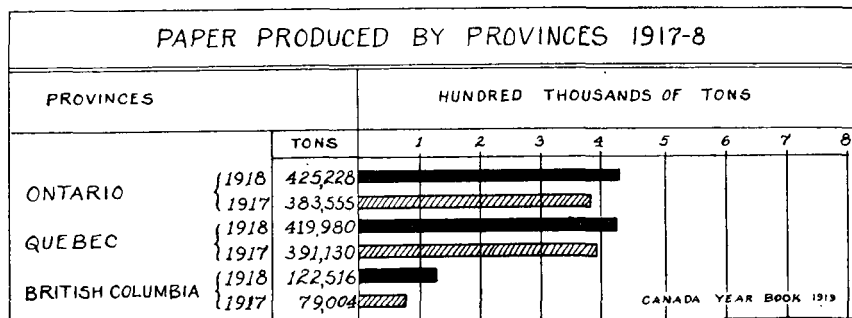 PAPER PRODUCED BY PROVINCES 1917-8
PROVINCES HUNDRED THOUSANDS OF TONS
TONS 1 2 3 4 5 6 7 8
ONTARIO { 1918 425,228
1917 383,555
QUEBEC { 1918 419,980
1917 391,130
BRITISH COLUMBIA { 1918 122,516
1917 79,004
CANADA YEAR BOOK 1919